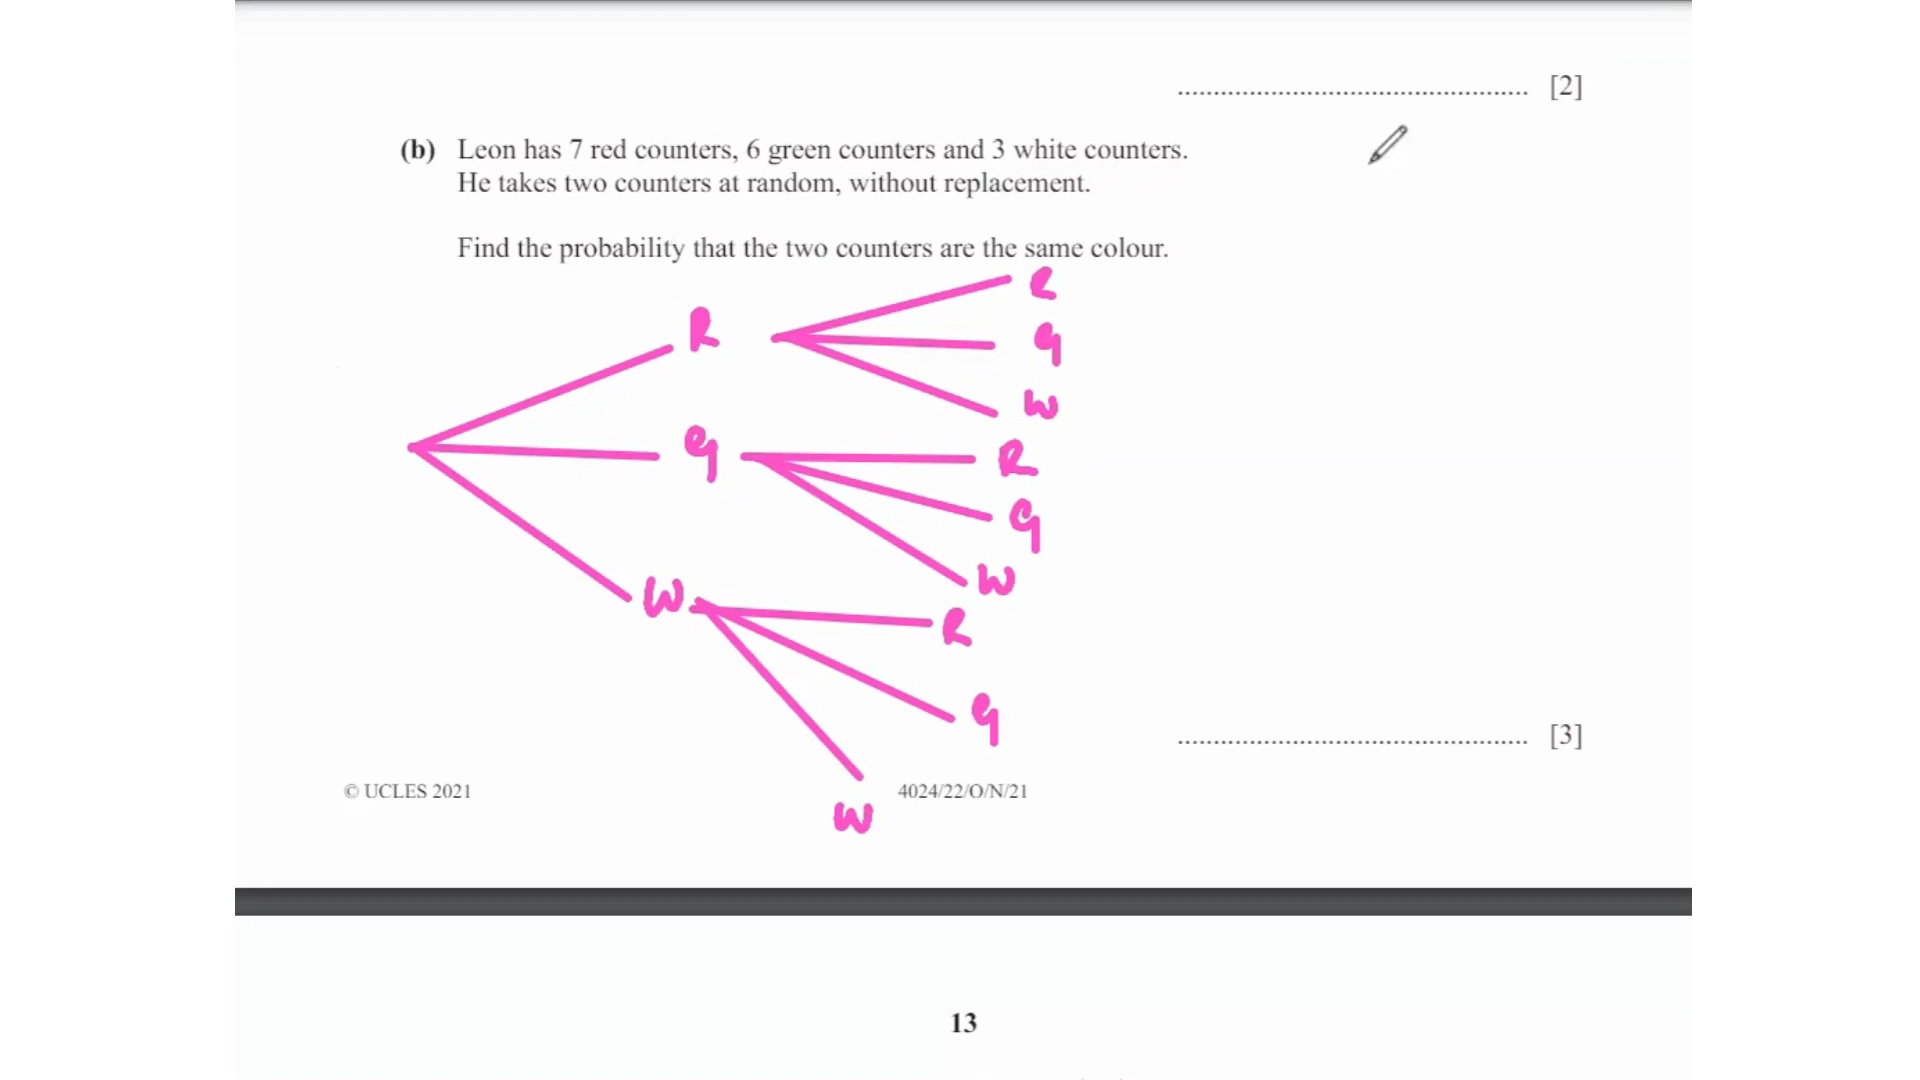 .................................................. [2]
(b) Leon has 7 red counters, 6 green counters and 3 white counters.
He takes two counters at random, without replacement.
Find the probability that the two counters are the same colour.
R
R
G
W
G
R
G
W
W
R
G
W
.................................................. [3]
© UCLES 2021
4024/22/O/N/21
13